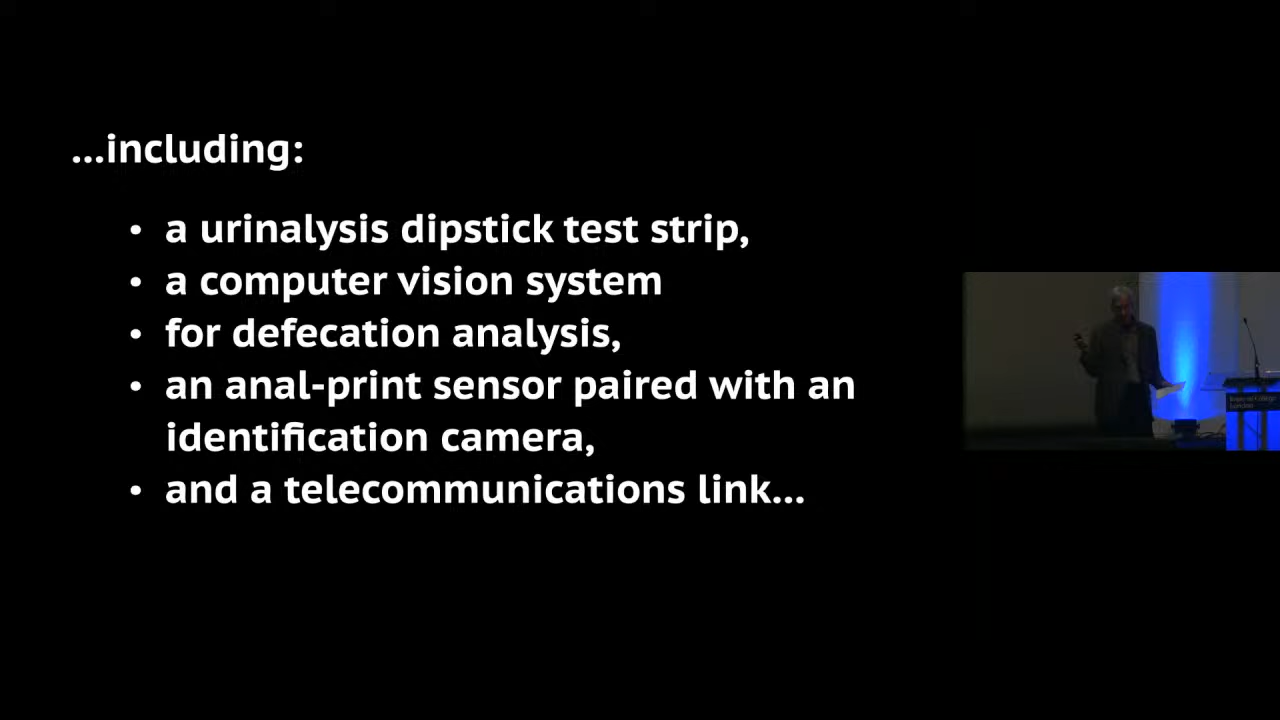 ...including:
• a urinalysis dipstick test strip,
• a computer vision system
• for defecation analysis,
• an anal-print sensor paired with an
identification camera,
• and a telecommunications link...